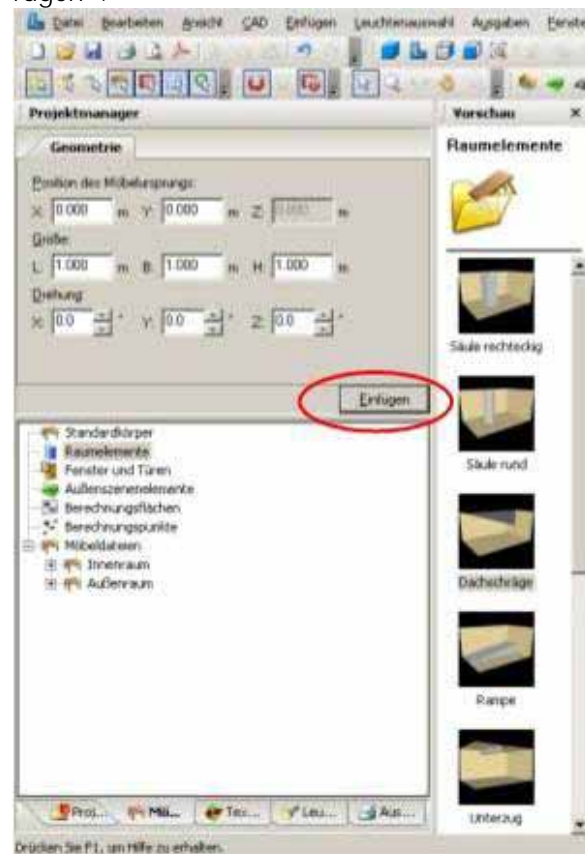 Datei Bearbeiten Ansicht CAD Einfügen Leuchtenauswahl Ausgaben
Projektmanager
Vorschau ×
Geometrie
Raumelemente
Position des Möbelursprungs:
X: 0.000 m Y: 0.000 m Z: 0.000 m
Größe:
L: 1.000 m B: 1.000 m H: 1.000 m
Drehung:
X: 0.0 ° Y: 0.0 ° Z: 0.0 °
Einfügen
Säule rechteckig
Säule rund
Dachschräge
Rampe
Unterzug
Standardkörper
Raumelemente
Fenster und Türen
Außenszenenelemente
Berechnungsflächen
Berechnungspunkte
Möbeldateien
Innenraum
Außenraum
Proj... Mö... Tex... Leu... Aus...
Drücken Sie F1, um Hilfe zu erhalten.